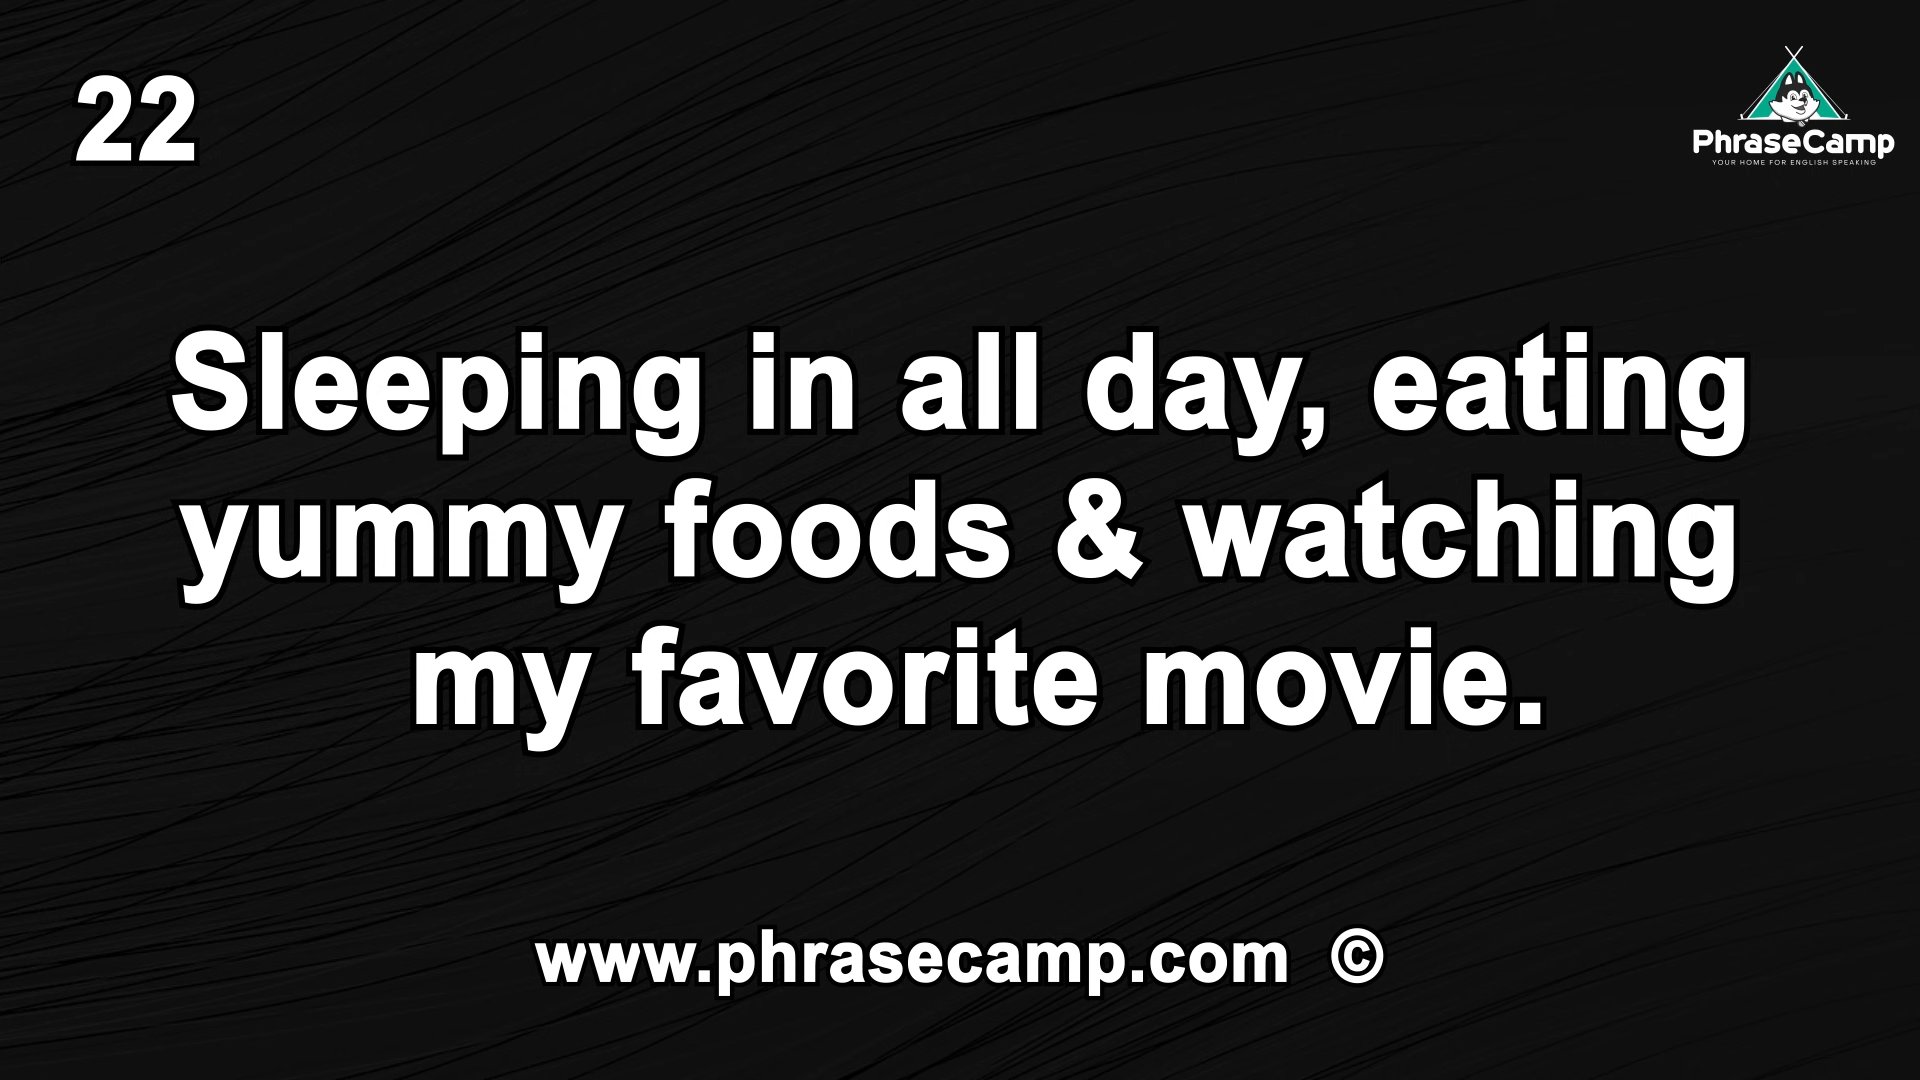 22
PhraseCamp
YOUR HOME FOR ENGLISH SPEAKING
Sleeping in all day, eating
yummy foods & watching
my favorite movie.
www.phrasecamp.com ©